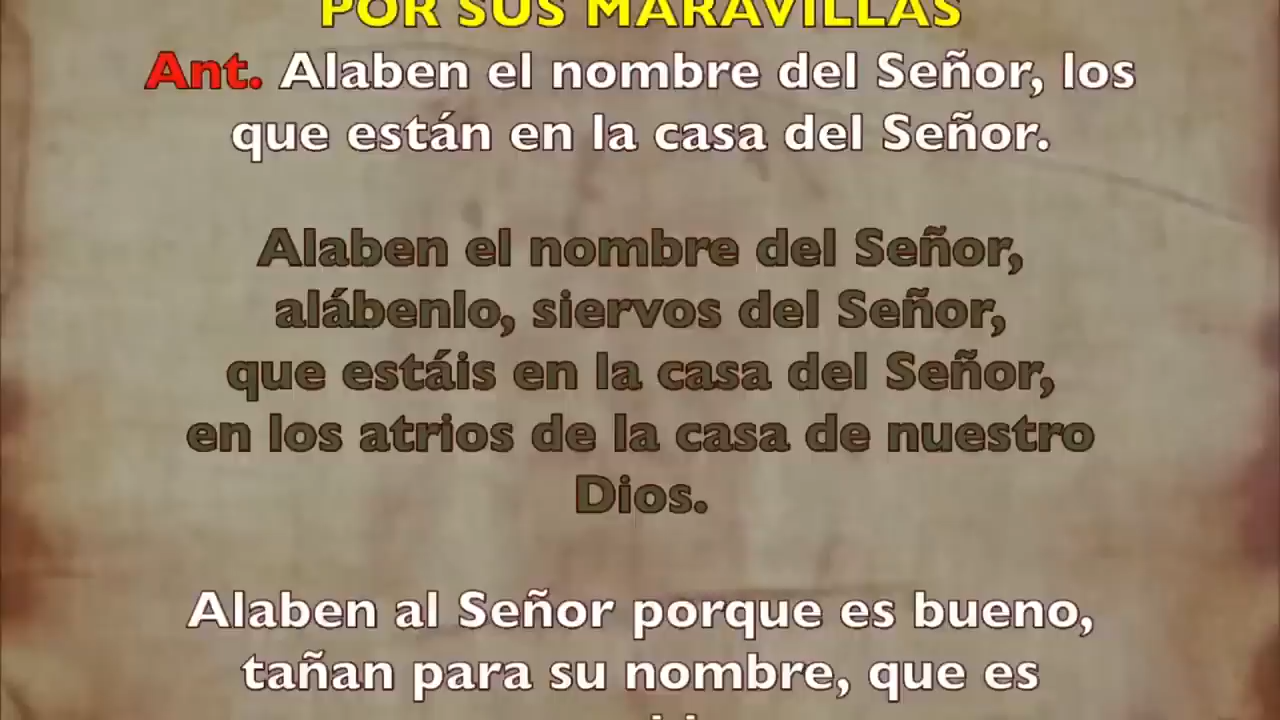 POR SUS MARAVILLAS
Ant. Alaben el nombre del Señor, los
que están en la casa del Señor.
Alaben el nombre del Señor,
alábenlo, siervos del Señor,
que estáis en la casa del Señor,
en los atrios de la casa de nuestro
Dios.
Alaben al Señor porque es bueno,
tañan para su nombre, que es